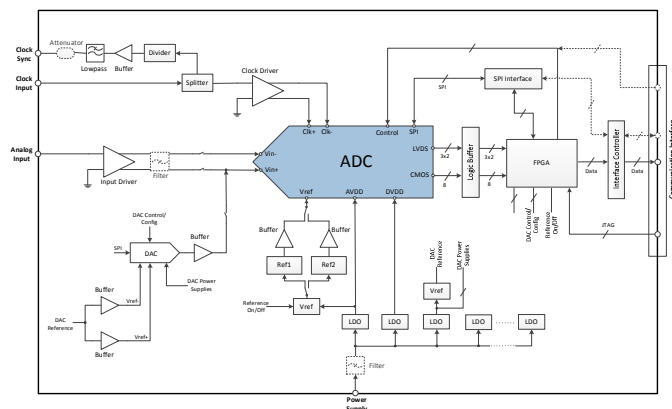 Attenuator
Clock
Sync
Lowpass
Buffer
Divider
Clock
Input
Splitter
Clock Driver
SPI
SPI Interface
Clk+
Clk-
Control
SPI
Analog
Input
Vin-
Vin+
ADC
LVDS
CMOS
3x2
8
Logic Buffer
3x2
8
FPGA
Data
Interface Controller
Data
Communication Interface
Input Driver
Filter
Vref
AVDD
DVDD
DAC Control/
Config
Reference
On/Off
JTAG
DAC Control/
Config
SPI
DAC
Buffer
DAC Power
Supplies
Buffer
Buffer
Ref1
Ref2
DAC
Reference
DAC Power
Supplies
Buffer
Vref-
DAC
Reference
Vref+
Buffer
Reference
On/Off
Vref
Vref
LDO
LDO
LDO
LDO
LDO
Filter
Power
Supply